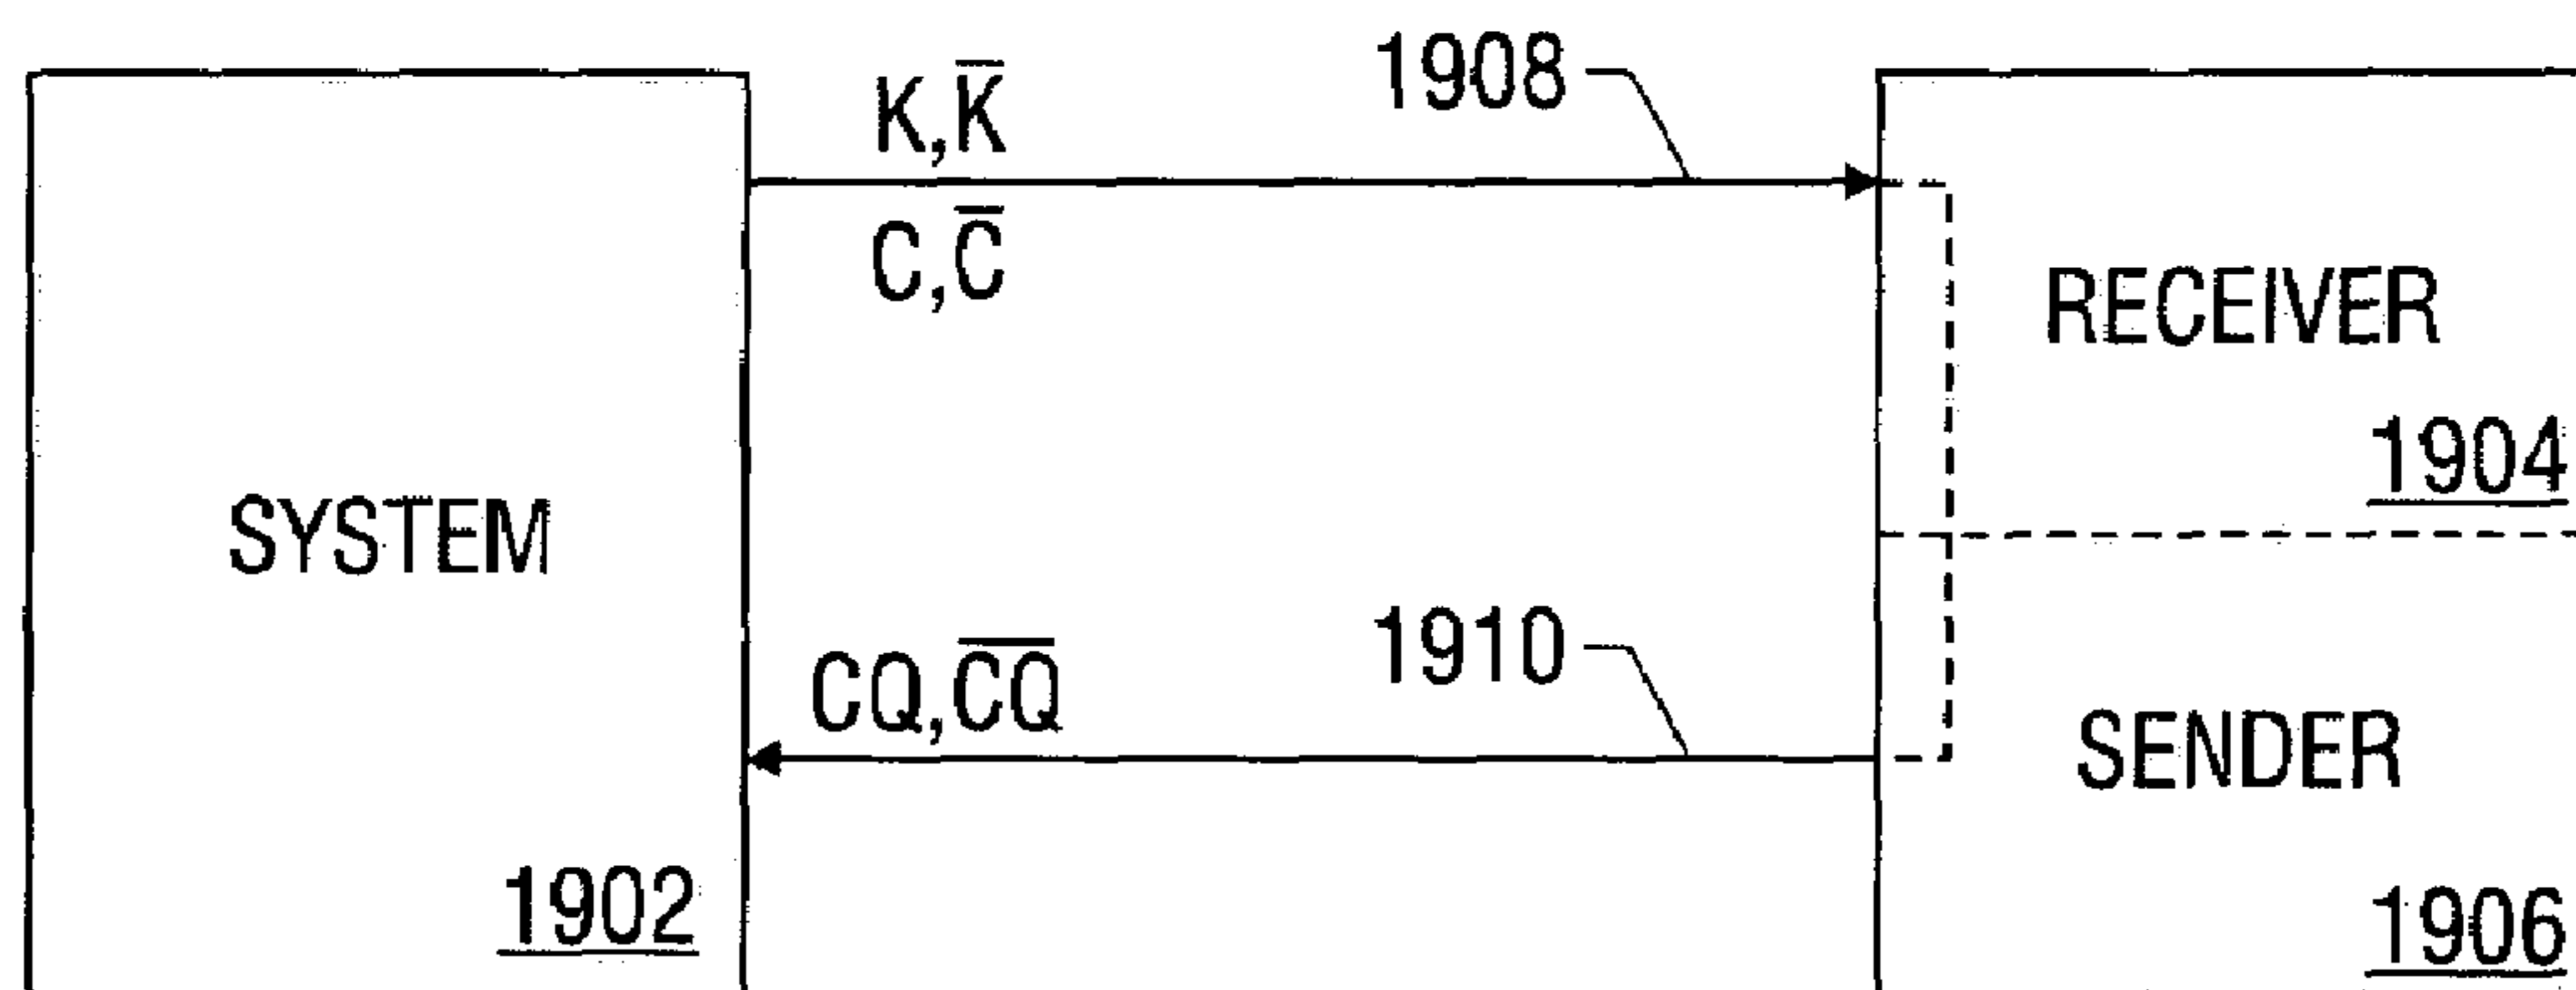 1908
K,K̅
C,C̅
RECEIVER
1904
SYSTEM
1910
CQ,C̅Q̅
SENDER
1902
1906